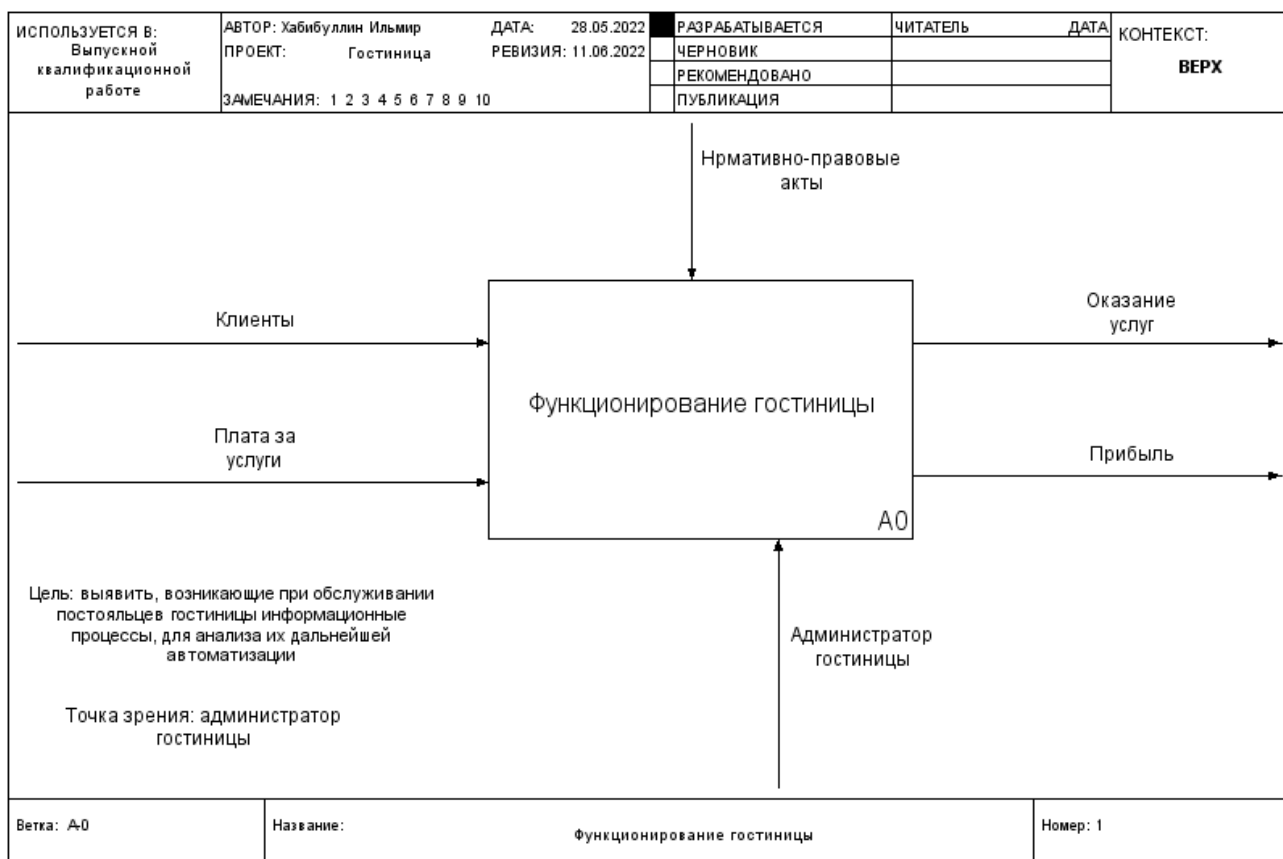 ИСПОЛЬЗУЕТСЯ В:
Выпускной
квалификационной
работе
АВТОР: Хабибуллин Ильмир
ДАТА: 28.05.2022
ПРОЕКТ: Гостиница
РЕВИЗИЯ: 11.06.2022
ЗАМЕЧАНИЯ: 1 2 3 4 5 6 7 8 9 10
РАЗРАБАТЫВАЕТСЯ
ЧЕРНОВИК
РЕКОМЕНДОВАНО
ПУБЛИКАЦИЯ
ЧИТАТЕЛЬ
ДАТА
КОНТЕКСТ:
ВЕРХ
Нрмативно-правовые
акты
Клиенты
Оказание
услуг
Функционирование гостиницы
Плата за
услуги
Прибыль
A0
Цель: выявить, возникающие при обслуживании
постояльцев гостиницы информационные
процессы, для анализа их дальнейшей
автоматизации
Администратор
гостиницы
Точка зрения: администратор
гостиницы
Ветка: A-0
Название:
Функционирование гостиницы
Номер: 1